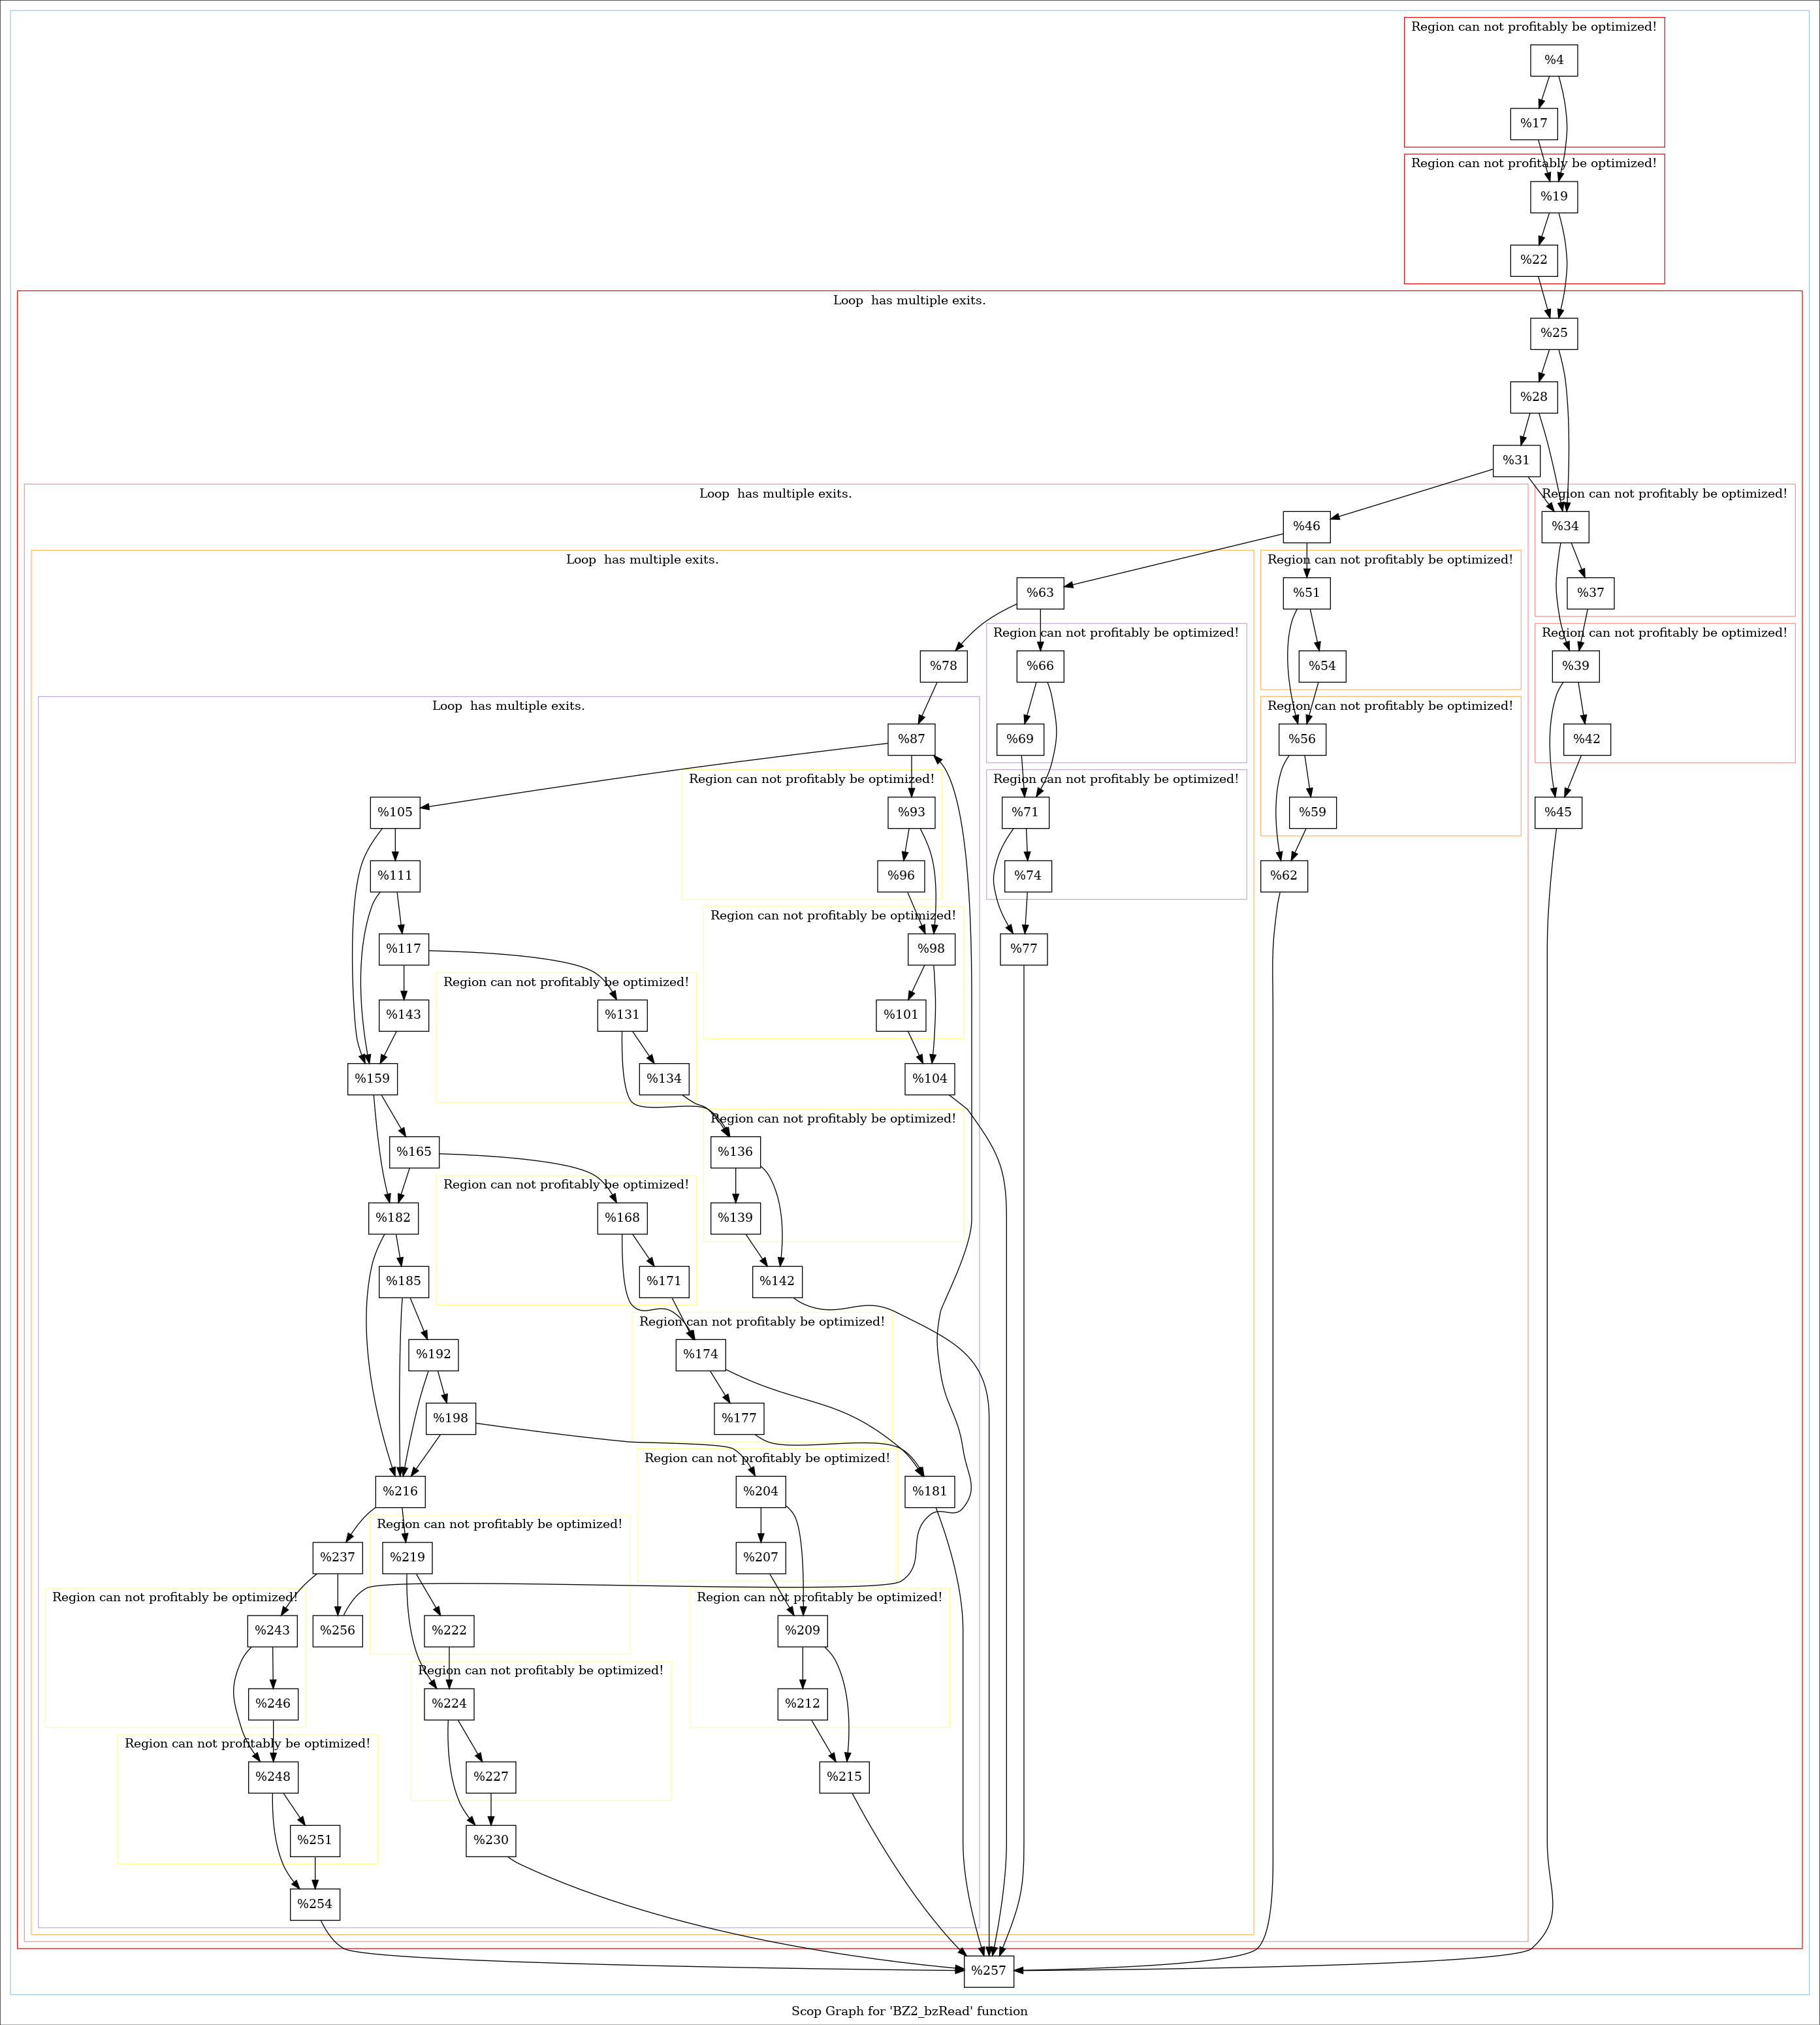 Region can not profitably be optimized!
%4
%17
Region can not profitably be optimized!
%19
%22
Loop  has multiple exits.
%25
%28
%31
Loop  has multiple exits.
Region can not profitably be optimized!
%46
%34
Loop  has multiple exits.
Region can not profitably be optimized!
%63
%51
%37
Region can not profitably be optimized!
Region can not profitably be optimized!
%78
%66
%54
%39
Loop  has multiple exits.
Region can not profitably be optimized!
%87
%69
%56
%42
Region can not profitably be optimized!
Region can not profitably be optimized!
%105
%93
%71
%59
%45
%111
%96
%74
%62
Region can not profitably be optimized!
%117
%98
%77
Region can not profitably be optimized!
%143
%131
%101
%159
%134
%104
Region can not profitably be optimized!
%165
%136
Region can not profitably be optimized!
%182
%168
%139
%185
%171
%142
Region can not profitably be optimized!
%192
%174
%198
%177
Region can not profitably be optimized!
%216
%204
%181
Region can not profitably be optimized!
%237
%219
%207
Region can not profitably be optimized!
Region can not profitably be optimized!
%243
%256
%222
%209
Region can not profitably be optimized!
%246
%224
%212
Region can not profitably be optimized!
%248
%227
%215
%251
%230
%254
%257
Scop Graph for 'BZ2_bzRead' function